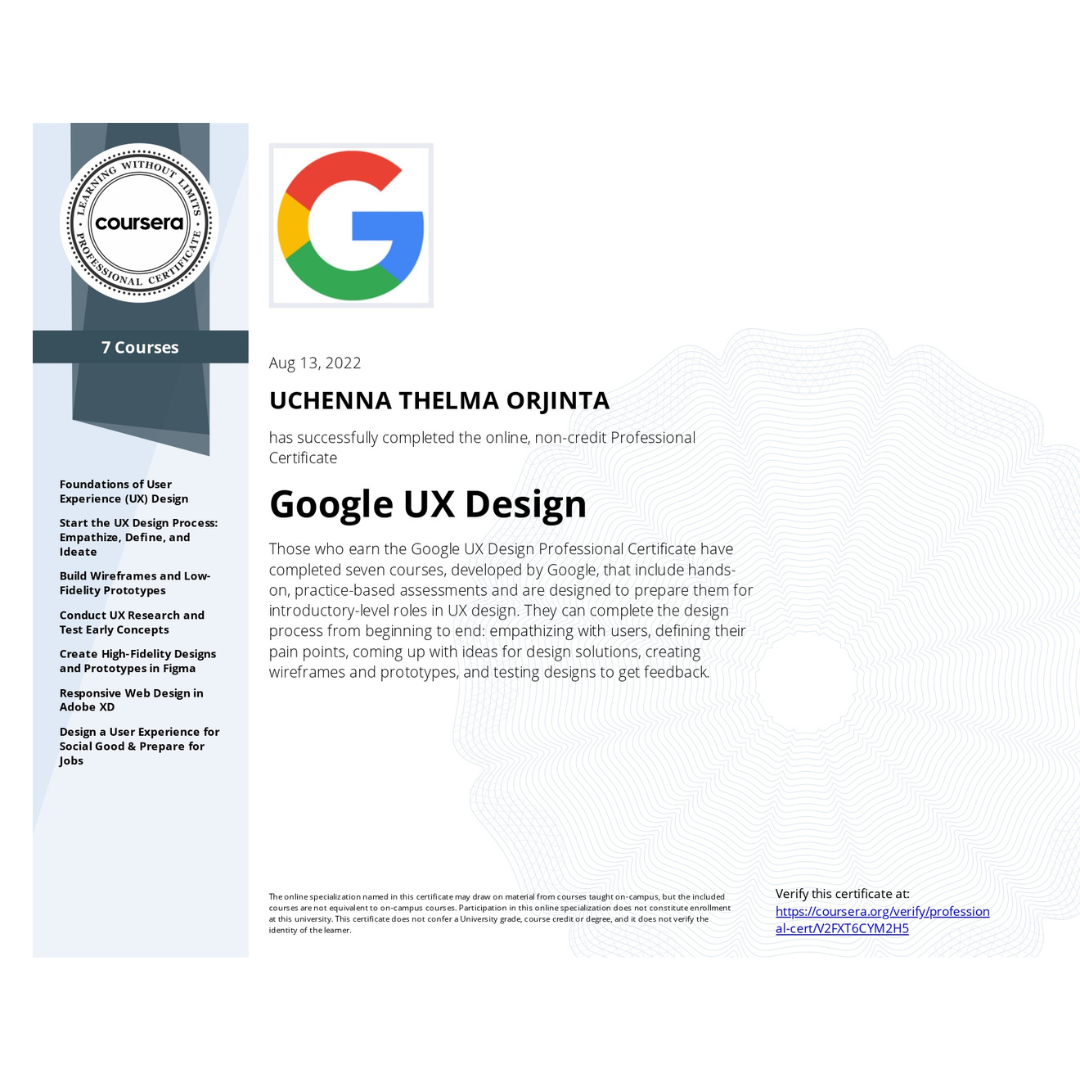 LEARNING WITHOUT LIMITS
coursera
PROFESSIONAL CERTIFICATE
7 Courses
Foundations of User
Experience (UX) Design
Start the UX Design Process:
Empathize, Define, and
Ideate
Build Wireframes and Low-
Fidelity Prototypes
Conduct UX Research and
Test Early Concepts
Create High-Fidelity Designs
and Prototypes in Figma
Responsive Web Design in
Adobe XD
Design a User Experience for
Social Good & Prepare for
Jobs
G
Aug 13, 2022
UCHENNA THELMA ORJINTA
has successfully completed the online, non-credit Professional
Certificate
Google UX Design
Those who earn the Google UX Design Professional Certificate have
completed seven courses, developed by Google, that include hands-
on, practice-based assessments and are designed to prepare them for
introductory-level roles in UX design. They can complete the design
process from beginning to end: empathizing with users, defining their
pain points, coming up with ideas for design solutions, creating
wireframes and prototypes, and testing designs to get feedback.
The online specialization named in this certificate may draw on material from courses taught on-campus, but the included
courses are not equivalent to on-campus courses. Participation in this online specialization does not constitute enrollment
at this university. This certificate does not confer a University grade, course credit or degree, and it does not verify the
identity of the learner.
Verify this certificate at:
https://coursera.org/verify/profession
al-cert/V2FXT6CYM2H5